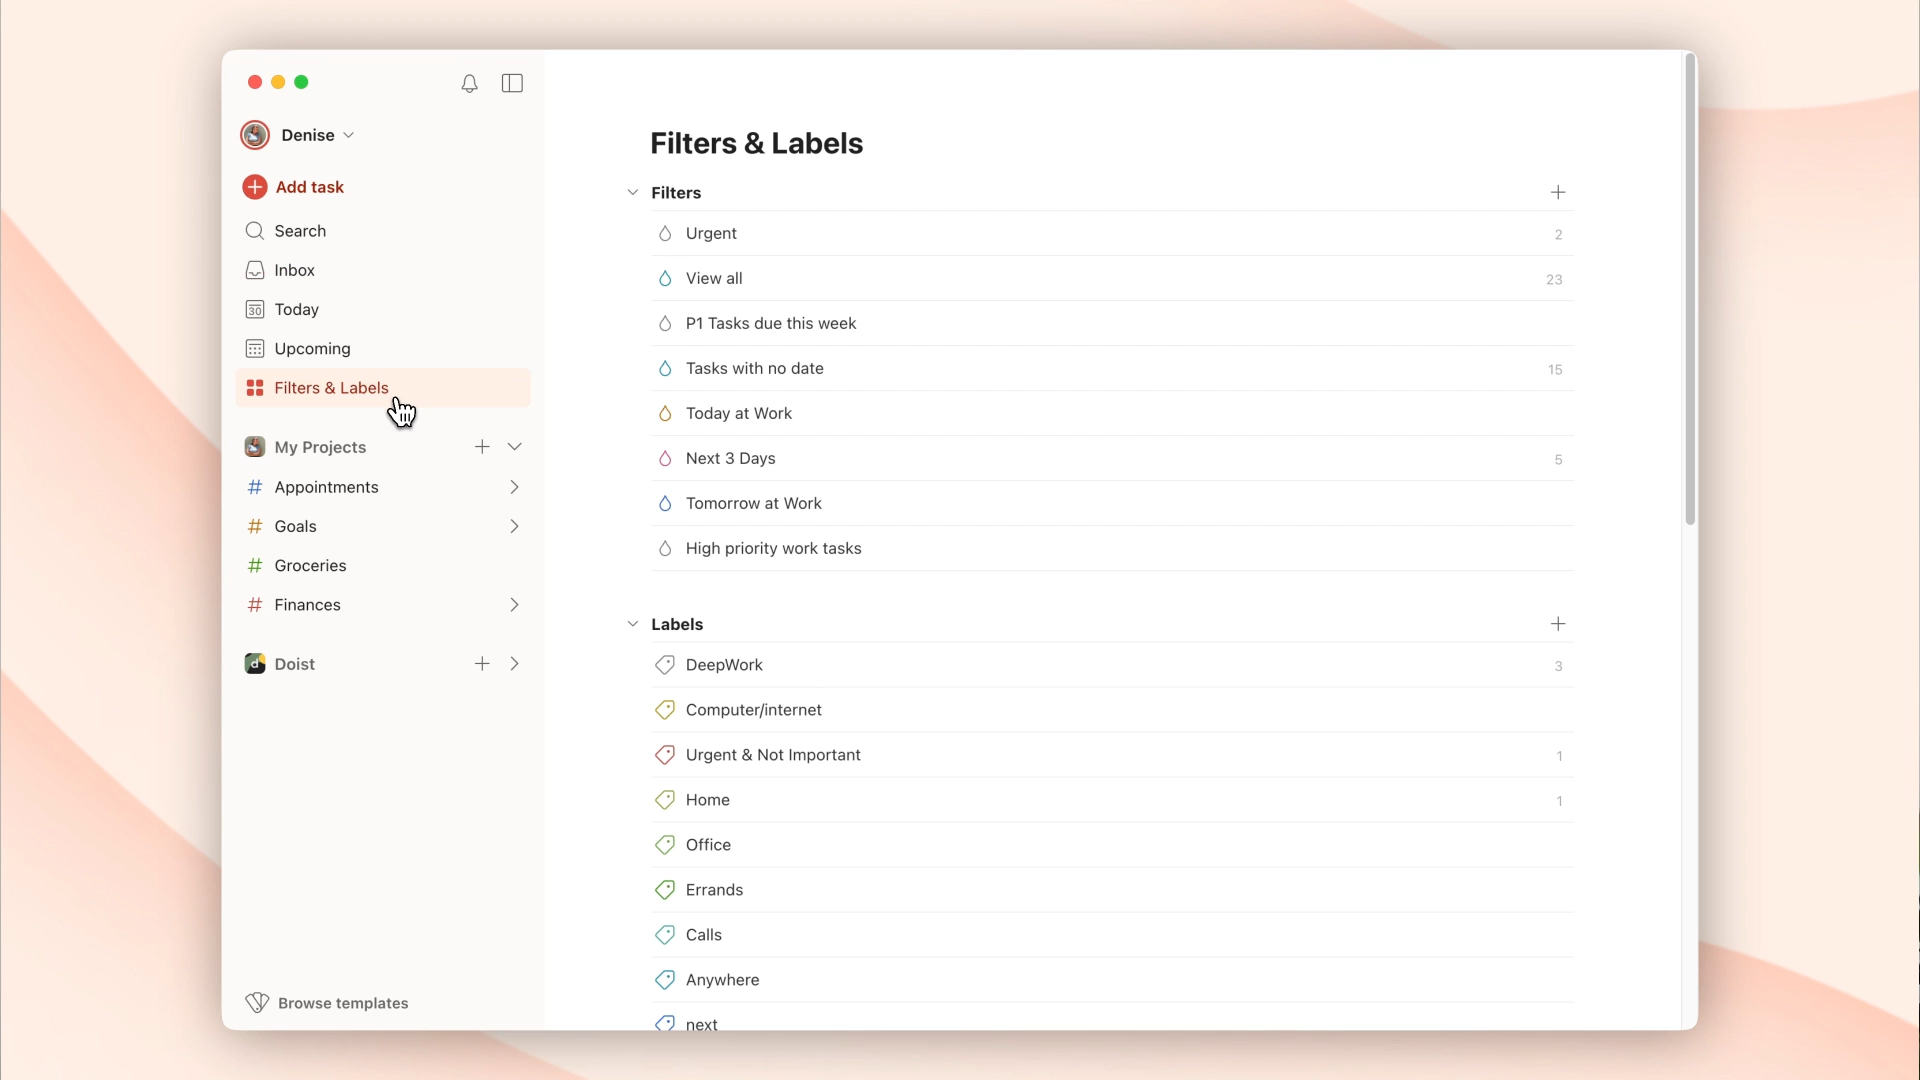 Denise
Add task
Search
Inbox
30 Today
Upcoming
Filters & Labels
My Projects
# Appointments
# Goals
# Groceries
# Finances
d Doist
Browse templates
Filters & Labels
Filters
Urgent 2
View all 23
P1 Tasks due this week
Tasks with no date 15
Today at Work
Next 3 Days 5
Tomorrow at Work
High priority work tasks
Labels
DeepWork 3
Computer/internet
Urgent & Not Important 1
Home 1
Office
Errands
Calls
Anywhere
next